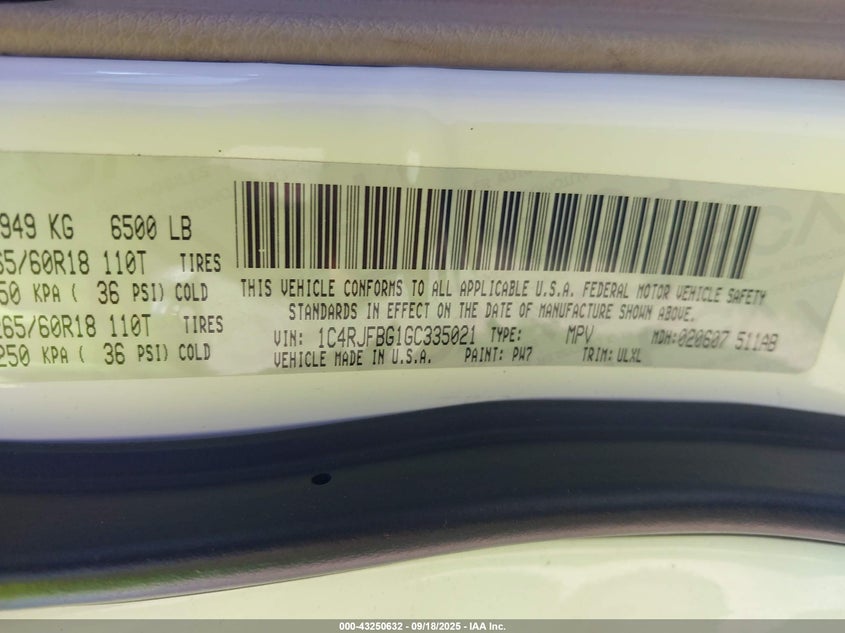 949 KG 6500 LB
65/60R18 110T TIRES
50 KPA ( 36 PSI) COLD
265/60R18 110T TIRES
250 KPA ( 36 PSI) COLD
THIS VEHICLE CONFORMS TO ALL APPLICABLE U.S.A. FEDERAL MOTOR VEHICLE SAFETY
STANDARDS IN EFFECT ON THE DATE OF MANUFACTURE SHOWN ABOVE.
VIN: 1C4RJFBG1GC335021 TYPE: MPV MDH:020607 511AB
VEHICLE MADE IN U.S.A. PAINT: PW7 TRIM: ULXL
000-43250632 - 09/18/2025 - IAA Inc.